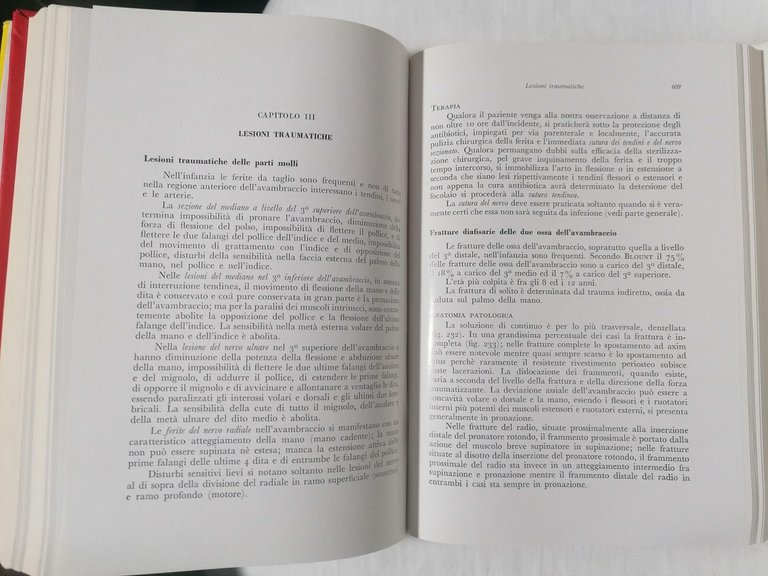 CAPITOLO III
LESIONI TRAUMATICHE
Lesioni traumatiche delle parti molli
Nell'infanzia le ferite da taglio sono frequenti e non di rado
nella regione anteriore dell'avambraccio interessano i tendini, i nervi
e le arterie.
La sezione del mediano a livello del 3º superiore dell'avambraccio, de-
termina impossibilità di pronare l'avambraccio, diminuzione della
forza di flessione del polso, impossibilità di flettere il pollice, e di
flettere le due falangi del pollice dell'indice e del medio, impossibilità
del movimento di grattamento con l'indice e di opposizione del
pollice, disturbi della sensibilità nella faccia esterna del palmo della
mano, nel pollice e nell'indice.
Nelle lesioni del mediano nel 3º inferiore dell'avambraccio, in assenza
di interruzione tendinea, il movimento di flessione della mano e delle
dita è conservato e così pure conservata in gran parte è la pronazione
dell'avambraccio; ma per la paralisi dei muscoli intrinseci, sono costan-
temente abolite la opposizione del pollice e la flessione dell'ultima
falange dell'indice. La sensibilità nella metà esterna volare del palmo
della mano e dell'indice è abolita.
Nella lesione del nervo ulnare nel 3º superiore dell'avambraccio si
hanno diminuzione della potenza della flessione e abduzione ulnare
della mano, impossibilità di flettere le due ultime falangi dell'anulare
e del mignolo, di addurre il pollice, di estendere le prime falangi,
di opporre il mignolo e di avvicinare e allontanare a ventaglio le dita,
essendo paralizzati gli interossei volari e dorsali e gli ultimi due lom-
bricali. La sensibilità della cute di tutto il mignolo, dell'anulare e
della metà ulnare del dito medio è abolita.
Le ferite del nervo radiale nell'avambraccio si manifestano con un
caratteristico atteggiamento della mano (mano cadente); la mano
non può essere supinata nè estesa; manca la estensione attiva delle
prime falangi delle ultime 4 dita e di entrambe le falangi del pollice.
Disturbi sensitivi lievi si notano soltanto nelle lesioni del nervo
al di sopra della divisione del radiale in ramo superficiale (sensitivo)
e ramo profondo (motore).
Lesioni traumatiche 609
TERAPIA
Qualora il paziente venga alla nostra osservazione a distanza di
non oltre 10 ore dall'incidente, si praticherà sotto la protezione degli
antibiotici, impiegati per via parenterale e localmente, l'accurata
pulizia chirurgica della ferita e l'immediata sutura dei tendini e del nervo
sezionato. Qualora permangano dubbi sulla efficacia della sterilizza-
zione chirurgica, pel grave inquinamento della ferita e il troppo
tempo intercorso, si immobilizza l'arto in flessione o in estensione a
seconda che siano lesi rispettivamente i tendini flessori o estensori e
non appena la cura antibiotica avrà determinato la detersione del
focolaio si procederà alla sutura tendinea.
La sutura del nervo deve essere praticata soltanto quando si è vera-
mente certi che essa non sarà seguita da infezione (vedi parte generale).
Fratture diafisarie delle due ossa dell'avambraccio
Le fratture delle ossa dell'avambraccio, sopratutto quella a livello
del 3º distale, nell'infanzia sono frequenti. Secondo BLOUNT il 75%
delle fratture delle ossa dell'avambraccio sono a carico del 3º distale,
il 18% a carico del 3º medio ed il 7% a carico del 3º superiore.
L'età più colpita è fra gli 8 ed i 12 anni.
La frattura di solito è determinata dal trauma indiretto, ossia da
caduta sul palmo della mano.
ANATOMIA PATOLOGICA
La soluzione di continuo è per lo più trasversale, dentellata
(fig. 232). In una grandissima percentuale dei casi la frattura è in-
completa (fig. 233); nelle fratture complete lo spostamento ad axim
può essere notevole mentre quasi sempre scarso è lo spostamento ad
latus perchè raramente il resistente rivestimento periosteo subisce
vaste lacerazioni. La dislocazione dei frammenti, quando esiste,
varia a seconda del livello della frattura e della direzione della forza
traumatizzante. La deviazione assiale dell'avambraccio può essere a
concavità volare o dorsale e la mano, essendo i flessori e i ruotatori
interni più potenti dei muscoli estensori e ruotatori esterni, si presenta
generalmente in pronazione.
Nelle fratture del radio, situate prossimalmente alla inserzione
distale del pronatore rotondo, il frammento prossimale è portato dalla
azione del muscolo breve supinatore in supinazione; nelle fratture
situate al disotto della inserzione del pronatore rotondo, il frammento
prossimale del radio sta invece in un atteggiamento intermedio fra
supinazione e pronazione mentre il frammento distale del radio in
entrambi i casi sta sempre in pronazione.